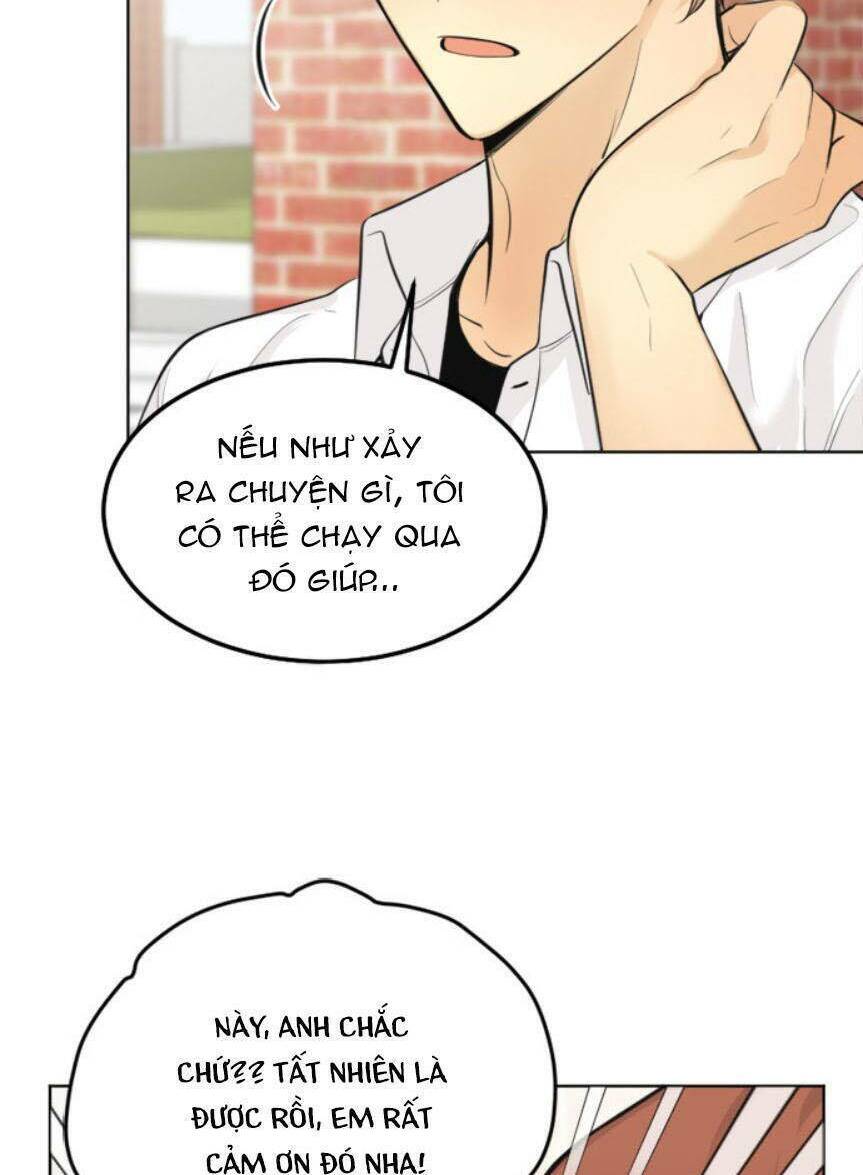 NẾU NHƯ XẢY
RA CHUYỆN GÌ, TÔI
CÓ THỂ CHẠY QUA
ĐÓ GIÚP...
NÀY, ANH CHẮC
CHỨ?? TẤT NHIÊN LÀ
ĐƯỢC RỒI, EM RẤT
CẢM ƠN ĐÓ NHA!